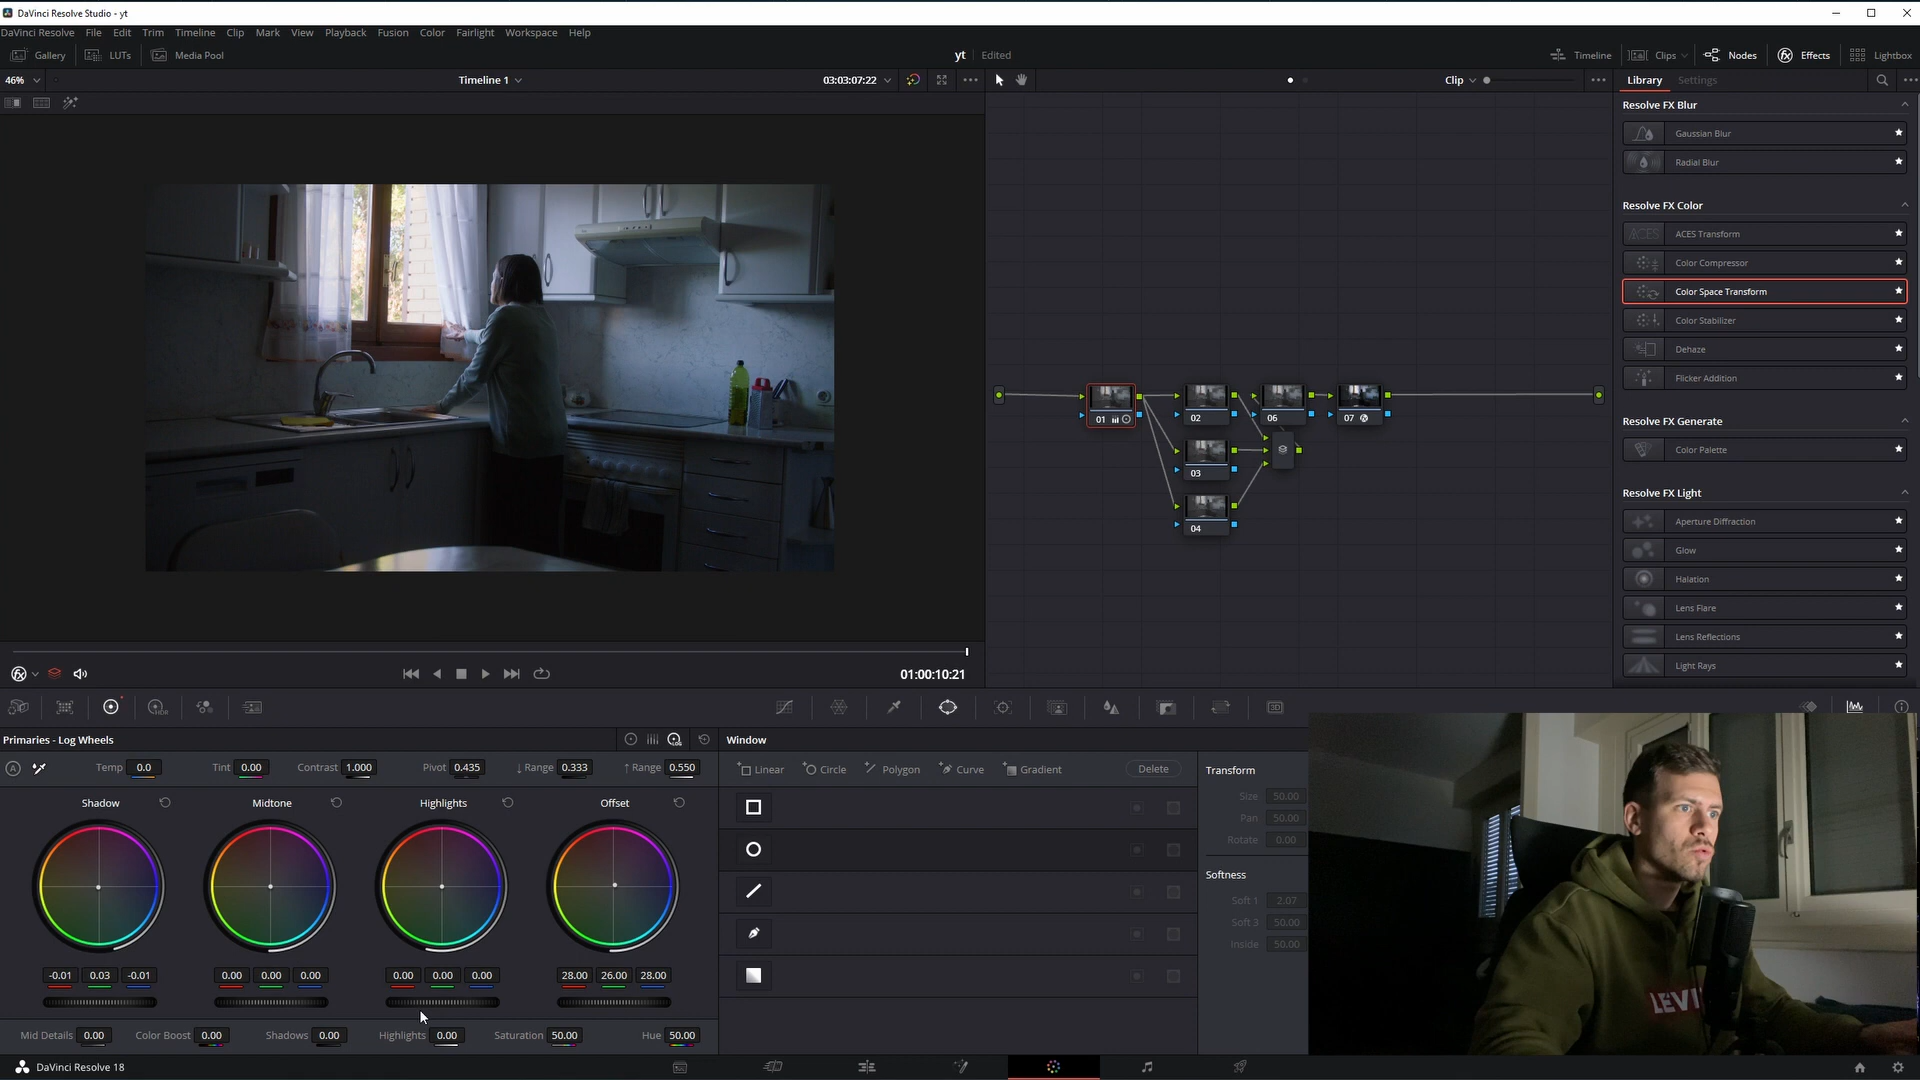 DaVinci Resolve Studio - yt
DaVinci Resolve File Edit Trim Timeline Clip Mark View Playback Fusion Color Fairlight Workspace Help
Gallery LUTs Media Pool yt Edited Timeline Clips Nodes Effects Lightbox
46% Timeline 1 03:03:07:22 Clip Library Settings
Resolve FX Blur
Gaussian Blur
Radial Blur
Resolve FX Color
ACES ACES Transform
Color Compressor
Color Space Transform
Color Stabilizer
Dehaze
Flicker Addition
Resolve FX Generate
Color Palette
Resolve FX Light
Aperture Diffraction
Glow
Halation
Lens Flare
Lens Reflections
Light Rays
01 02 06 07
03
04
01:00:10:21
HDR 3D
Primaries - Log Wheels LOG Window
A Temp 0.0 Tint 0.00 Contrast 1.000 Pivot 0.435 ↓ Range 0.333 ↑ Range 0.550
Linear Circle Polygon Curve Gradient Delete Transform
Shadow Midtone Highlights Offset
Size 50.00
Pan 50.00
Rotate 0.00
Softness
Soft 1 2.07
Soft 3 50.00
Inside 50.00
-0.01 0.03 -0.01 0.00 0.00 0.00 0.00 0.00 0.00 28.00 26.00 28.00
Mid Details 0.00 Color Boost 0.00 Shadows 0.00 Highlights 0.00 Saturation 50.00 Hue 50.00
LEVI
DaVinci Resolve 18